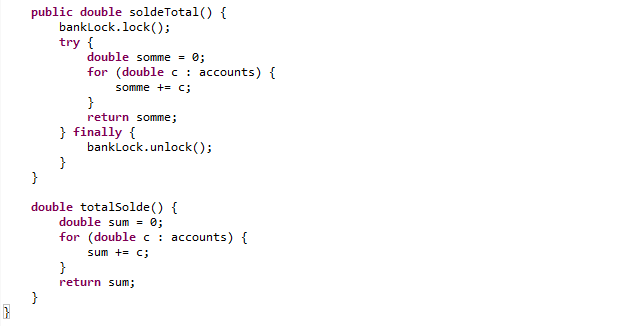 public double soldeTotal() {
bankLock.lock();
try {
double somme = 0;
for (double c : accounts) {
somme += c;
}
return somme;
} finally {
bankLock.unlock();
}
}
double totalSolde() {
double sum = 0;
for (double c : accounts) {
sum += c;
}
return sum;
}
}